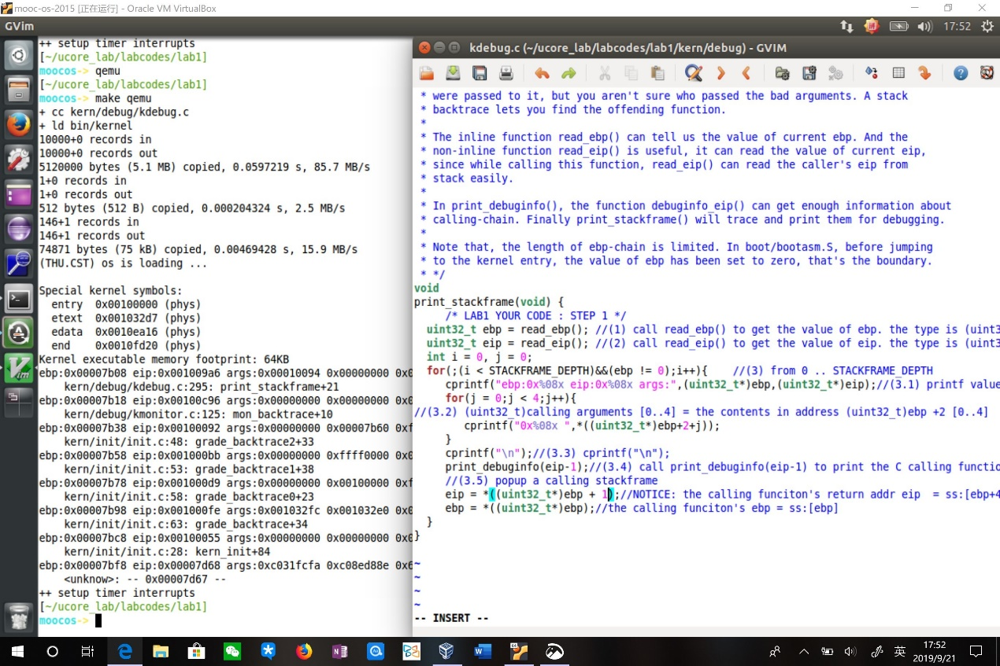 mooc-os-2015 [正在运行] - Oracle VM VirtualBox
GVim
17:52
++ setup timer interrupts
[~/ucore_lab/labcodes/lab1]
moocos-> qemu
[~/ucore_lab/labcodes/lab1]
moocos-> make qemu
+ cc kern/debug/kdebug.c
+ ld bin/kernel
10000+0 records in
10000+0 records out
5120000 bytes (5.1 MB) copied, 0.0597219 s, 85.7 MB/s
1+0 records in
1+0 records out
512 bytes (512 B) copied, 0.000204324 s, 2.5 MB/s
146+1 records in
146+1 records out
74871 bytes (75 kB) copied, 0.00469428 s, 15.9 MB/s
(THU.CST) os is loading ...
Special kernel symbols:
  entry  0x00100000 (phys)
  etext  0x001032d7 (phys)
  edata  0x0010ea16 (phys)
  end    0x0010fd20 (phys)
Kernel executable memory footprint: 64KB
ebp:0x00007b08 eip:0x001009a6 args:0x00010094 0x00000000 0x0
    kern/debug/kdebug.c:295: print_stackframe+21
ebp:0x00007b18 eip:0x00100c96 args:0x00000000 0x00000000 0x0
    kern/debug/kmonitor.c:125: mon_backtrace+10
ebp:0x00007b38 eip:0x00100092 args:0x00000000 0x00007b60 0xf
    kern/init/init.c:48: grade_backtrace2+33
ebp:0x00007b58 eip:0x001000bb args:0x00000000 0xffff0000 0x0
    kern/init/init.c:53: grade_backtrace1+38
ebp:0x00007b78 eip:0x001000d9 args:0x00000000 0x00100000 0xf
    kern/init/init.c:58: grade_backtrace0+23
ebp:0x00007b98 eip:0x001000fe args:0x001032fc 0x001032e0 0x0
    kern/init/init.c:63: grade_backtrace+34
ebp:0x00007bc8 eip:0x00100055 args:0x00000000 0x00000000 0x0
    kern/init/init.c:28: kern_init+84
ebp:0x00007bf8 eip:0x00007d68 args:0xc031fcfa 0xc08ed88e 0x6
    <unknow>: -- 0x00007d67 --
++ setup timer interrupts
[~/ucore_lab/labcodes/lab1]
moocos->
kdebug.c (~/ucore_lab/labcodes/lab1/kern/debug) - GVIM
 * were passed to it, but you aren't sure who passed the bad arguments. A stack
 * backtrace lets you find the offending function.
 *
 * The inline function read_ebp() can tell us the value of current ebp. And the
 * non-inline function read_eip() is useful, it can read the value of current eip,
 * since while calling this function, read_eip() can read the caller's eip from
 * stack easily.
 *
 * In print_debuginfo(), the function debuginfo_eip() can get enough information about
 * calling-chain. Finally print_stackframe() will trace and print them for debugging.
 *
 * Note that, the length of ebp-chain is limited. In boot/bootasm.S, before jumping
 * to the kernel entry, the value of ebp has been set to zero, that's the boundary.
 * */
void
print_stackframe(void) {
     /* LAB1 YOUR CODE : STEP 1 */
  uint32_t ebp = read_ebp(); //(1) call read_ebp() to get the value of ebp. the type is (uint3
  uint32_t eip = read_eip(); //(2) call read_eip() to get the value of eip. the type is (uint3
  int i = 0, j = 0;
  for(;(i < STACKFRAME_DEPTH)&&(ebp != 0);i++){    //(3) from 0 .. STACKFRAME_DEPTH
     cprintf("ebp:0x%08x eip:0x%08x args:",(uint32_t*)ebp,(uint32_t*)eip);//(3.1) printf value
     for(j = 0;j < 4;j++){
//(3.2) (uint32_t)calling arguments [0..4] = the contents in address (uint32_t)ebp +2 [0..4]
        cprintf("0x%08x ",*((uint32_t*)ebp+2+j));
     }
     cprintf("\n");//(3.3) cprintf("\n");
     print_debuginfo(eip-1);//(3.4) call print_debuginfo(eip-1) to print the C calling functio
     //(3.5) popup a calling stackframe
     eip = *((uint32_t*)ebp + 1);//NOTICE: the calling funciton's return addr eip  = ss:[ebp+4
     ebp = *((uint32_t*)ebp);//the calling funciton's ebp = ss:[ebp]
  }
}
~
~
~
~
-- INSERT --
英
17:52
2019/9/21